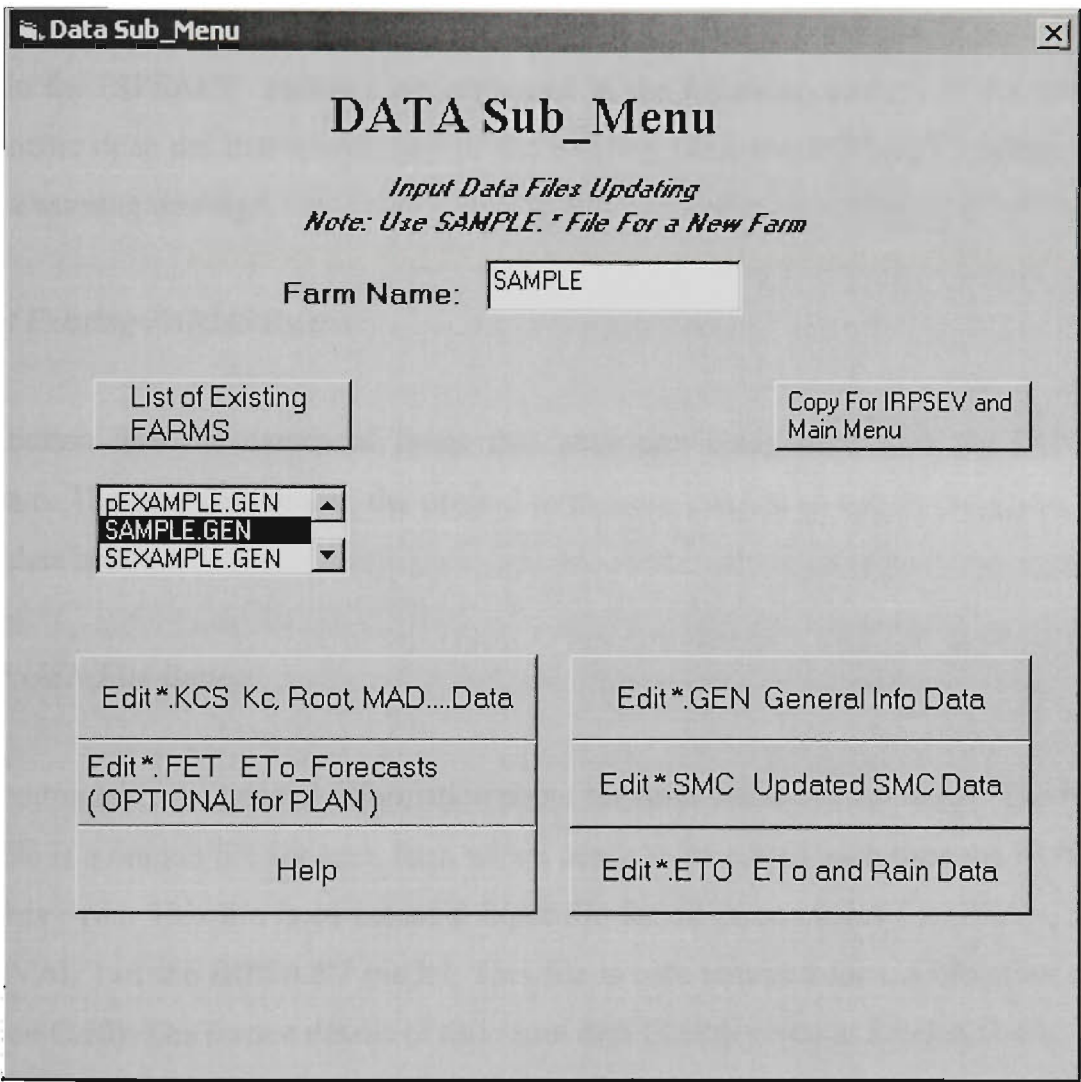 Data Sub_Menu
DATA Sub_Menu
Input Data Files Updating
Note: Use SAMPLE.* File For a New Farm
Farm Name: SAMPLE
List of Existing
FARMS
Copy For IRPSEV and
Main Menu
pEXAMPLE.GEN
SAMPLE.GEN
SEXAMPLE.GEN
Edit *.KCS Kc, Root, MAD....Data
Edit *. FET ETo_Forecasts
(OPTIONAL for PLAN )
Help
Edit *.GEN General Info Data
Edit *.SMC Updated SMC Data
Edit *.ETO ETo and Rain Data